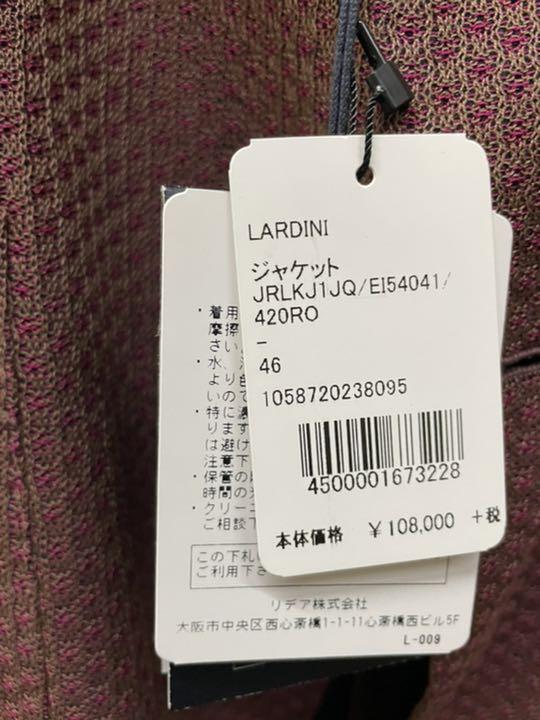 LARDINI
ジャケット
JRLKJ1JQ/EI54041/
420RO
-
46
1058720238095
4500001673228
本体価格 ¥108,000 +税
・着用
摩擦
さい
・水、
より色
いので
・特に濃
ります
は避け
注意下
・保管の
時間の
・クリーニ
ご相談下
この下札
ご利用下さ
リデア株式会社
大阪市中央区西心斎橋1-1-11心斎橋西ビル5F
L-009